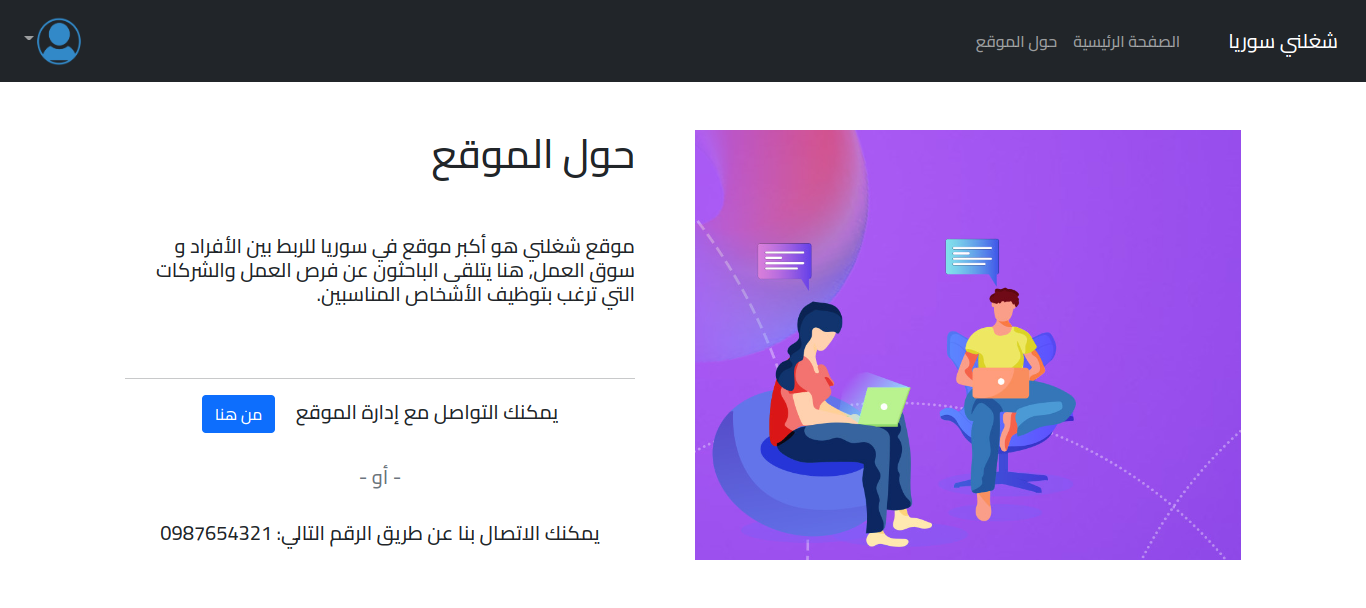 شغلني سوريا
الصفحة الرئيسية
حول الموقع
حول الموقع
موقع شغلني هو أكبر موقع في سوريا للربط بين الأفراد و
سوق العمل, هنا يتلقى الباحثون عن فرص العمل والشركات
التي ترغب بتوظيف الأشخاص المناسبين.
يمكنك التواصل مع إدارة الموقع
من هنا
- أو -
يمكنك الاتصال بنا عن طريق الرقم التالي: 0987654321